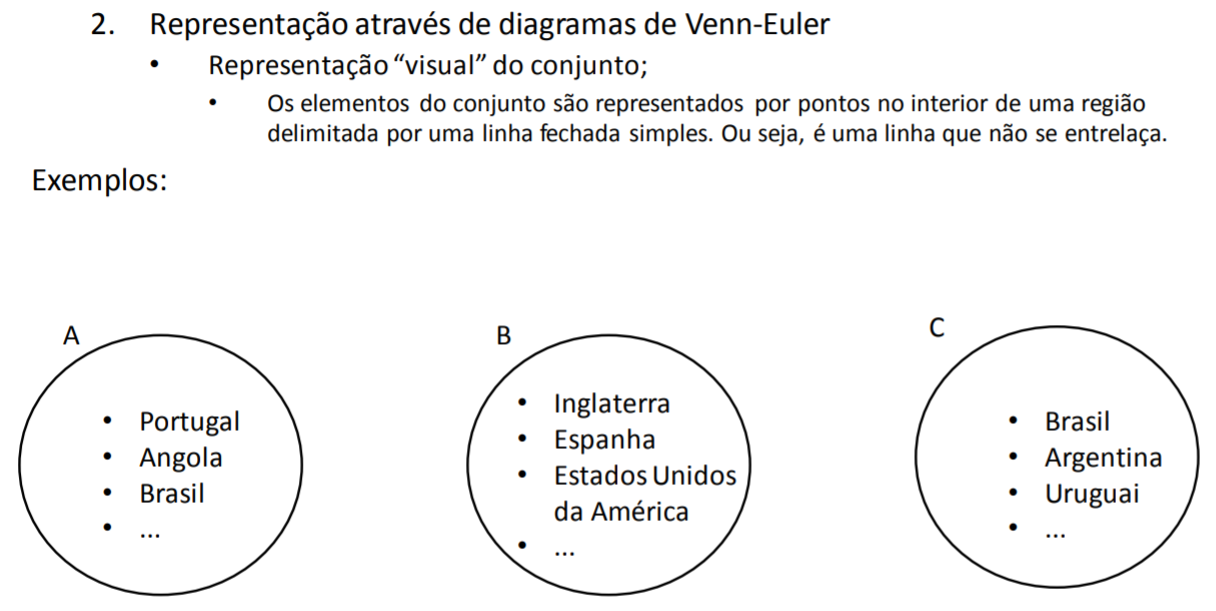 2. Representação através de diagramas de Venn-Euler
• Representação “visual” do conjunto;
• Os elementos do conjunto são representados por pontos no interior de uma região
delimitada por uma linha fechada simples. Ou seja, é uma linha que não se entrelaça.
Exemplos:
A
• Portugal
• Angola
• Brasil
• ...
B
• Inglaterra
• Espanha
• Estados Unidos
da América
• ...
C
• Brasil
• Argentina
• Uruguai
• ...